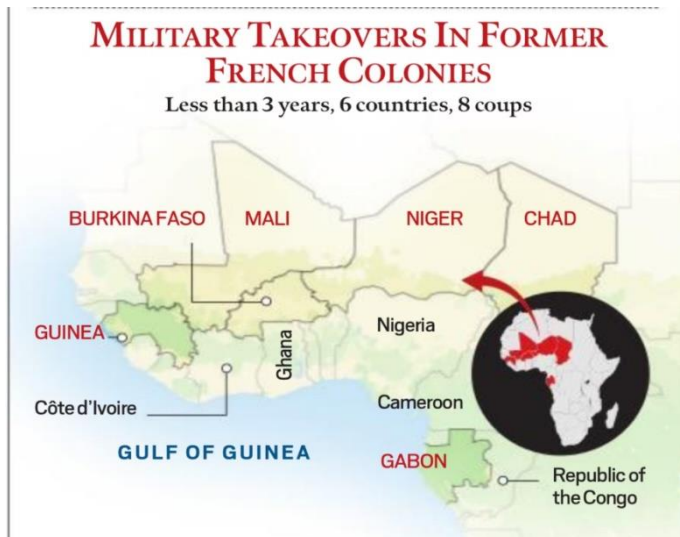 MILITARY TAKEOVERS IN FORMER
FRENCH COLONIES
Less than 3 years, 6 countries, 8 coups
BURKINA FASO
MALI
NIGER
CHAD
GUINEA
Ghana
Nigeria
Côte d'Ivoire
Cameroon
GULF OF GUINEA
GABON
Republic of
the Congo